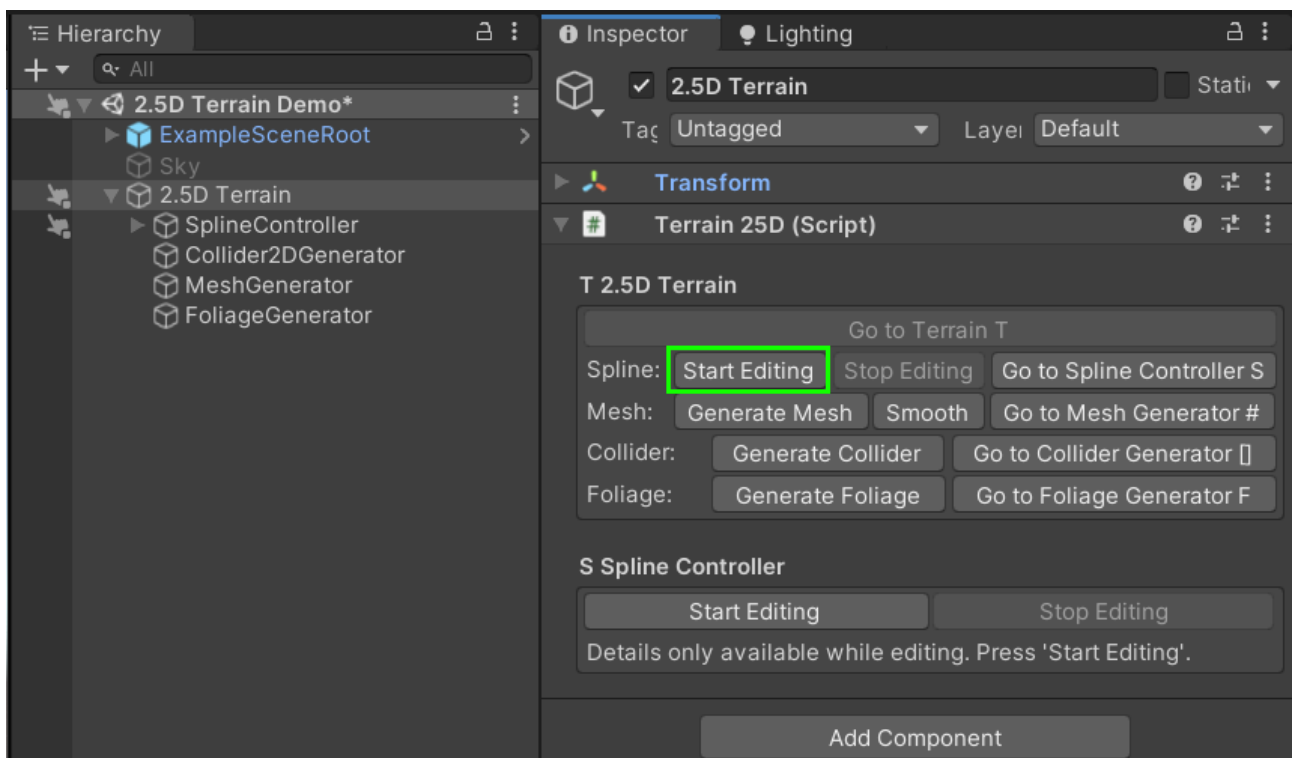 Hierarchy
All
2.5D Terrain Demo*
ExampleSceneRoot
Sky
2.5D Terrain
SplineController
Collider2DGenerator
MeshGenerator
FoliageGenerator
Inspector Lighting
2.5D Terrain Stati
Tag Untagged Layer Default
Transform
# Terrain 25D (Script)
T 2.5D Terrain
Go to Terrain T
Spline: Start Editing Stop Editing Go to Spline Controller S
Mesh: Generate Mesh Smooth Go to Mesh Generator #
Collider: Generate Collider Go to Collider Generator []
Foliage: Generate Foliage Go to Foliage Generator F
S Spline Controller
Start Editing Stop Editing
Details only available while editing. Press 'Start Editing'.
Add Component